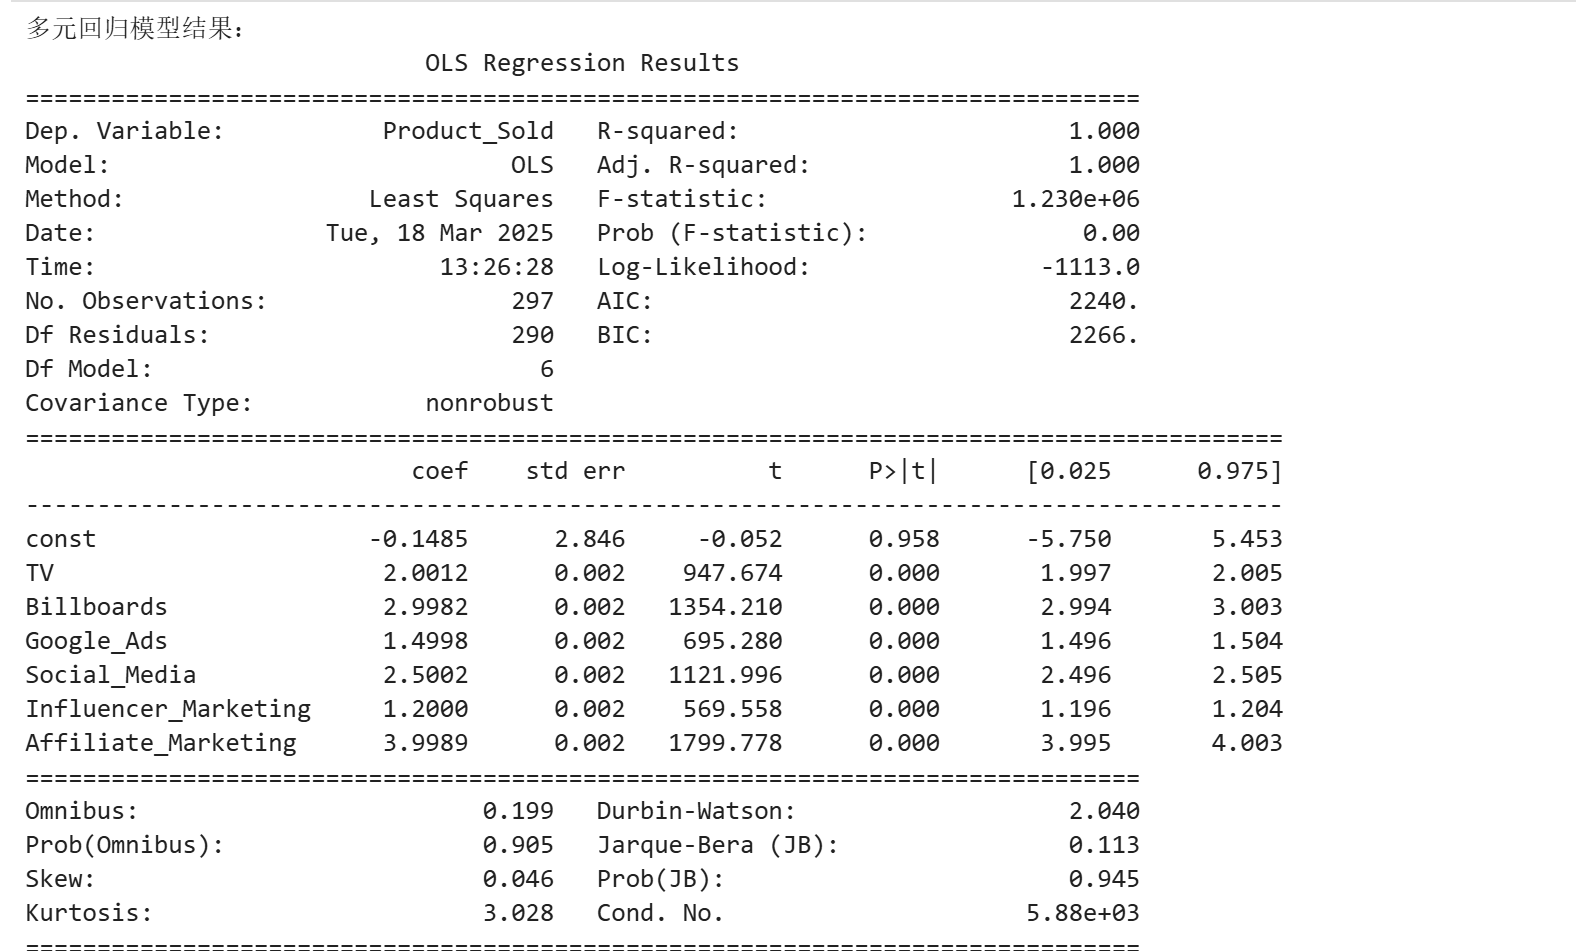 多元回归模型结果：
                            OLS Regression Results
==============================================================================
Dep. Variable:           Product_Sold   R-squared:                       1.000
Model:                            OLS   Adj. R-squared:                  1.000
Method:                 Least Squares   F-statistic:                 1.230e+06
Date:                Tue, 18 Mar 2025   Prob (F-statistic):               0.00
Time:                        13:26:28   Log-Likelihood:                -1113.0
No. Observations:                 297   AIC:                             2240.
Df Residuals:                     290   BIC:                             2266.
Df Model:                           6
Covariance Type:            nonrobust
========================================================================================
                           coef    std err          t      P>|t|      [0.025      0.975]
----------------------------------------------------------------------------------------
const                   -0.1485      2.846     -0.052      0.958      -5.750       5.453
TV                       2.0012      0.002    947.674      0.000       1.997       2.005
Billboards               2.9982      0.002   1354.210      0.000       2.994       3.003
Google_Ads               1.4998      0.002    695.280      0.000       1.496       1.504
Social_Media             2.5002      0.002   1121.996      0.000       2.496       2.505
Influencer_Marketing     1.2000      0.002    569.558      0.000       1.196       1.204
Affiliate_Marketing      3.9989      0.002   1799.778      0.000       3.995       4.003
==============================================================================
Omnibus:                        0.199   Durbin-Watson:                   2.040
Prob(Omnibus):                  0.905   Jarque-Bera (JB):                0.113
Skew:                           0.046   Prob(JB):                        0.945
Kurtosis:                       3.028   Cond. No.                     5.88e+03
==============================================================================